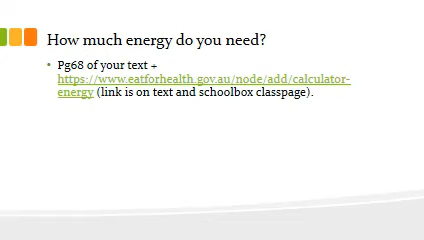 How much energy do you need?
• Pg68 of your text +
https://www.eatforhealth.gov.au/node/add/calculator-
energy (link is on text and schoolbox classpage).